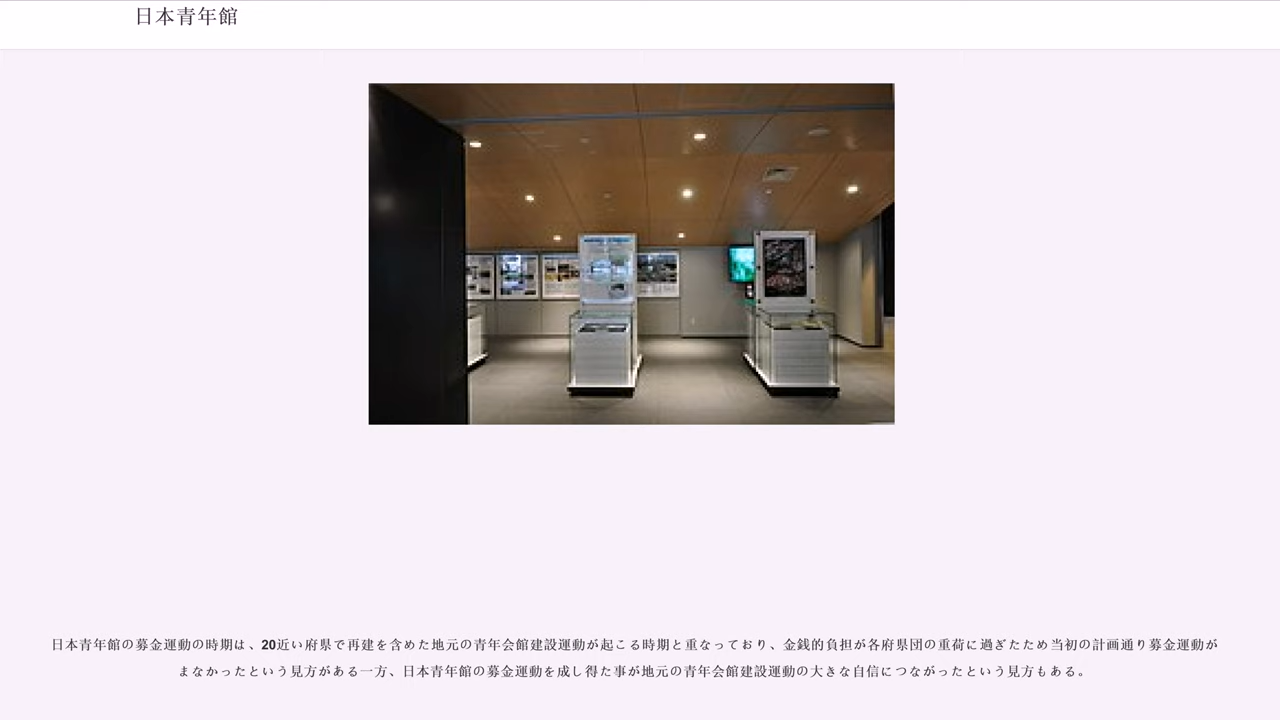 日本青年館
日本青年館の募金運動の時期は、20近い府県で再建を含めた地元の青年会館建設運動が起こる時期と重なっており、金銭的負担が各府県団の重荷に過ぎたため当初の計画通り募金運動が
まなかったという見方がある一方、日本青年館の募金運動を成し得た事が地元の青年会館建設運動の大きな自信につながったという見方もある。